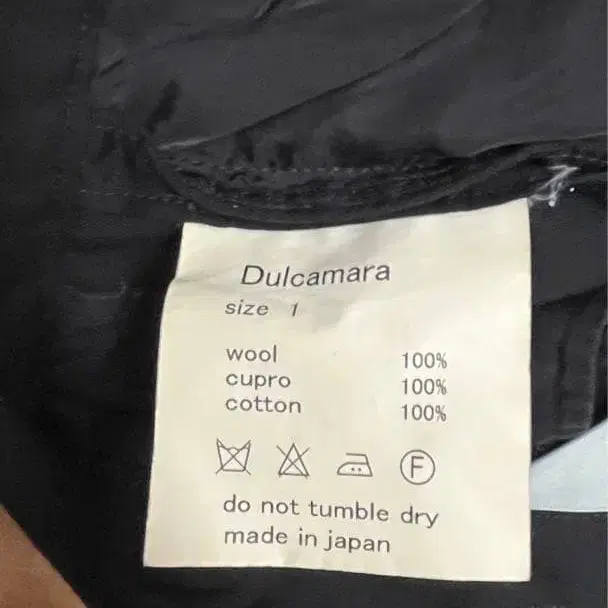 Dulcamara
size 1
wool 100%
cupro 100%
cotton 100%
F
do not tumble dry
made in japan